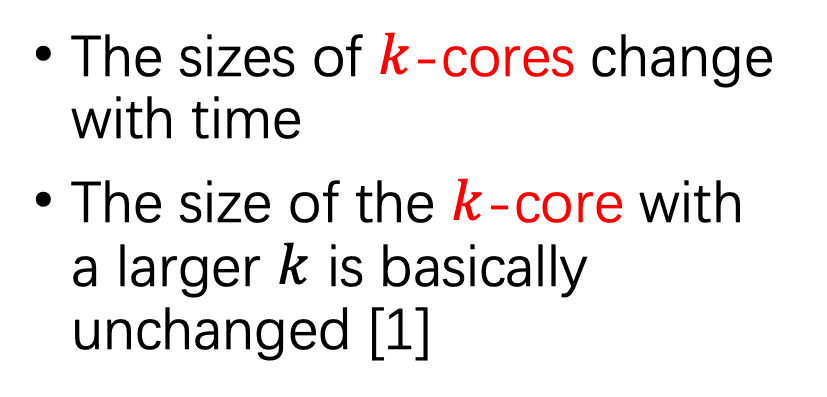 • The sizes of k-cores change
with time
• The size of the k-core with
a larger k is basically
unchanged [1]